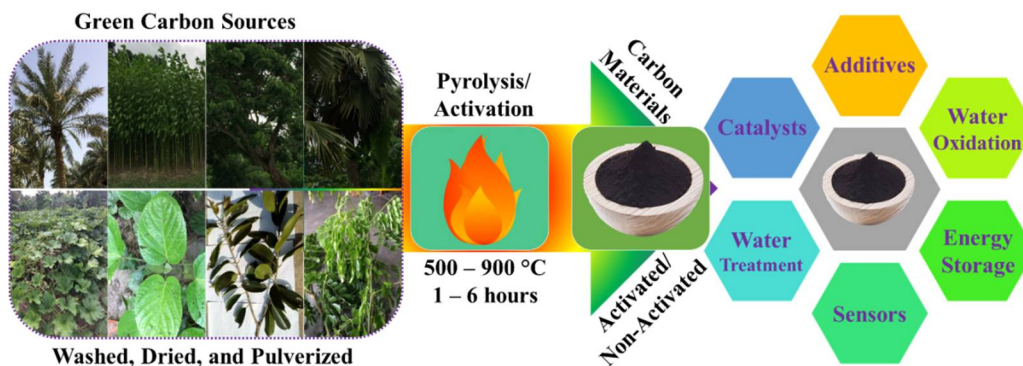 Green Carbon Sources
Washed, Dried, and Pulverized
Pyrolysis/
Activation
500 – 900 °C
1 – 6 hours
Carbon
Materials
Activated/
Non-Activated
Additives
Catalysts
Water
Oxidation
Water
Treatment
Energy
Storage
Sensors